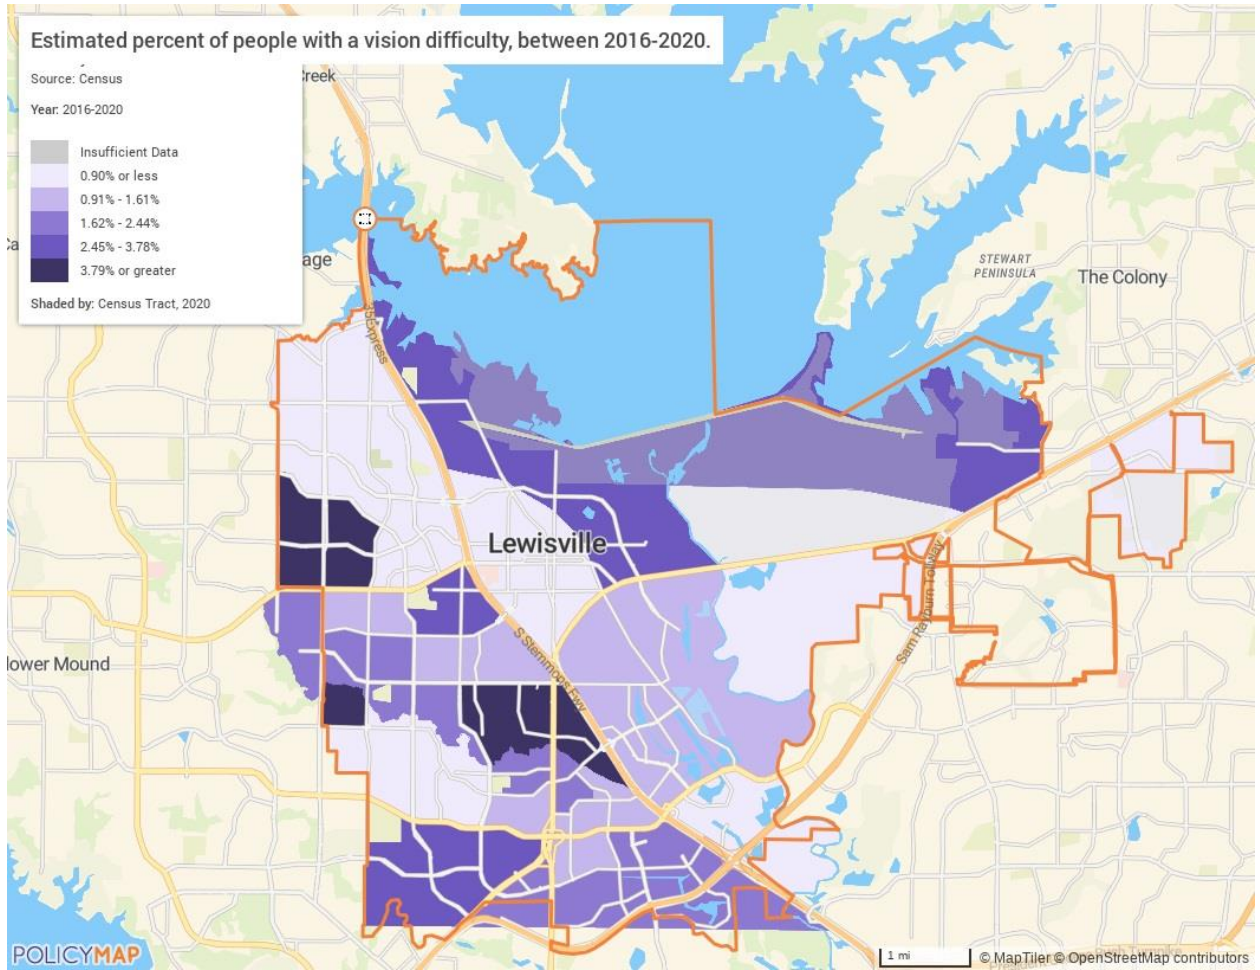 Estimated percent of people with a vision difficulty, between 2016-2020.
Source: Census
Year: 2016-2020
Insufficient Data
0.90% or less
0.91% - 1.61%
1.62% - 2.44%
2.45% - 3.78%
3.79% or greater
Shaded by: Census Tract, 2020
reek
age
35 Express
STEWART
PENINSULA
The Colony
Lewisville
Sam Rayburn Tollway
S Stemmons Fwy
lower Mound
POLICYMAP
1 mi
© MapTiler © OpenStreetMap contributors